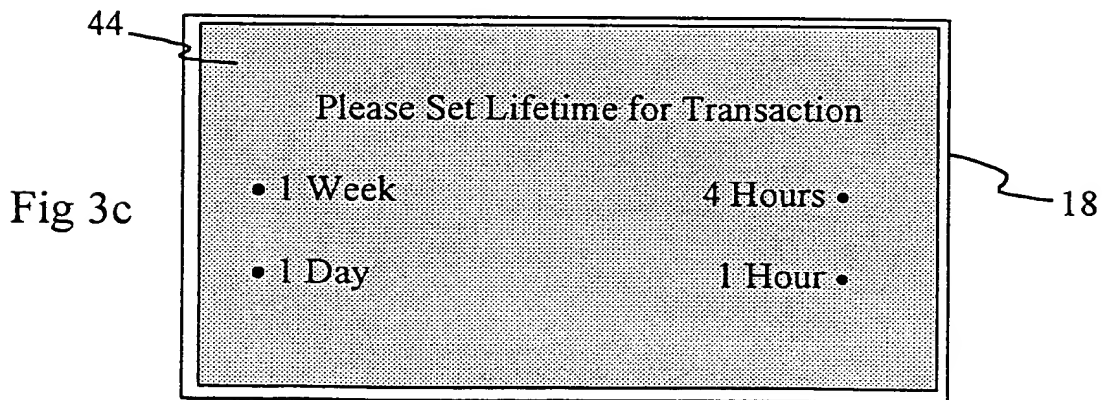 44
Please Set Lifetime for Transaction
• 1 Week 4 Hours •
Fig 3c 18
• 1 Day 1 Hour •